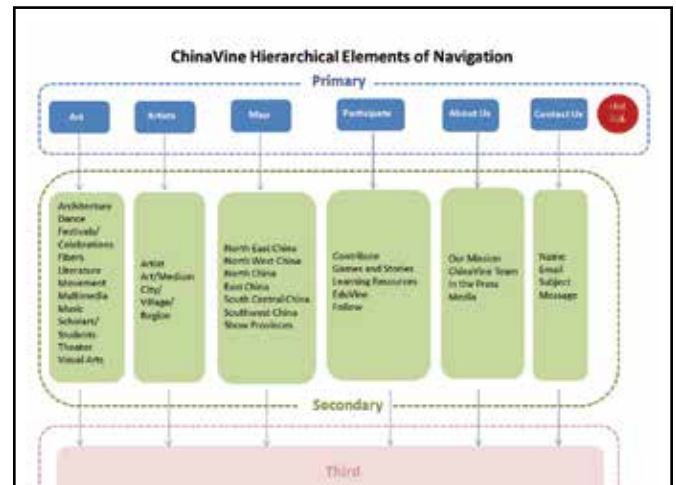 ChinaVine Hierarchical Elements of Navigation
Primary
Art
Artists
Map
Participate
About Us
Contact Us
Architecture
Dance
Festivals/
Celebrations
Fibers
Literature
Movement
Multimedia
Music
Scholars/
Students
Theater
Visual Arts
Artist
Art/Medium
City/
Village/
Region
North East China
North West China
North China
East China
South Central China
Southwest China
Show Provinces
Contribute
Games and Stories
Learning Resources
EduVine
Follow
Our Mission
ChinaVine Team
In the Press
Media
Name
Email
Subject
Message
Secondary
Third